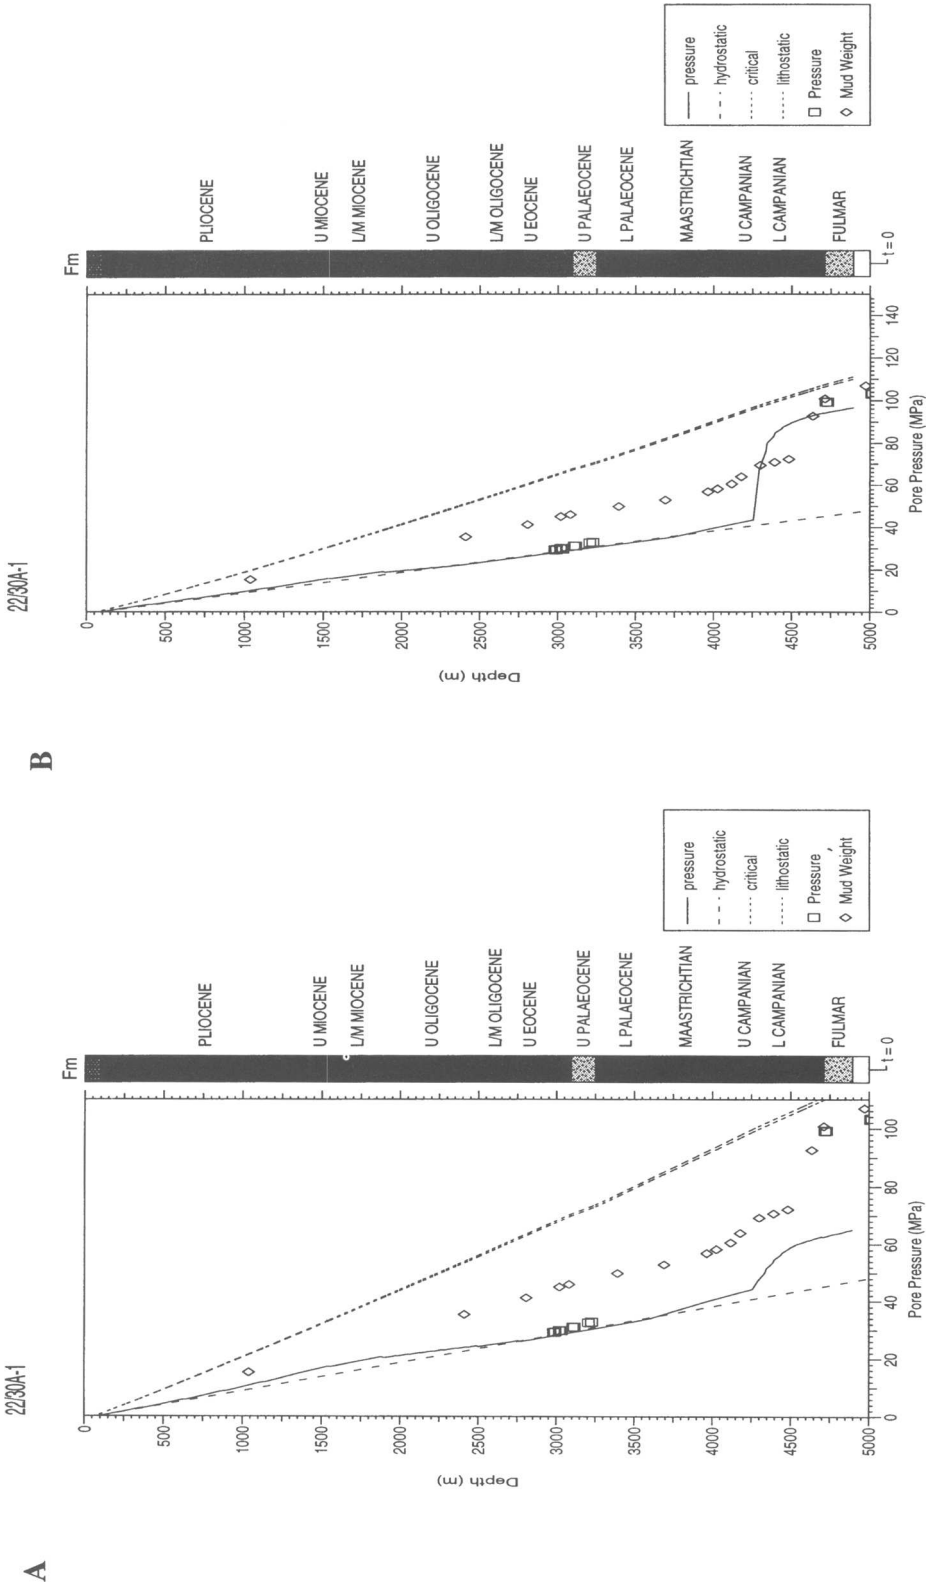 A
22/30A-1
Depth (m)
0
500
1000
1500
2000
2500
3000
3500
4000
4500
5000
0
20
40
60
80
100
Pore Pressure (MPa)
Fm
PLIOCENE
U MIOCENE
L/M MIOCENE
U OLIGOCENE
L/M OLIGOCENE
U EOCENE
U PALAEOCENE
L PALAEOCENE
MAASTRICHTIAN
U CAMPANIAN
L CAMPANIAN
FULMAR
t = 0
pressure
hydrostatic
critical
lithostatic
Pressure
Mud Weight
B
22/30A-1
Depth (m)
0
500
1000
1500
2000
2500
3000
3500
4000
4500
5000
0
20
40
60
80
100
120
140
Pore Pressure (MPa)
Fm
PLIOCENE
U MIOCENE
L/M MIOCENE
U OLIGOCENE
L/M OLIGOCENE
U EOCENE
U PALAEOCENE
L PALAEOCENE
MAASTRICHTIAN
U CAMPANIAN
L CAMPANIAN
FULMAR
t = 0
pressure
hydrostatic
critical
lithostatic
Pressure
Mud Weight